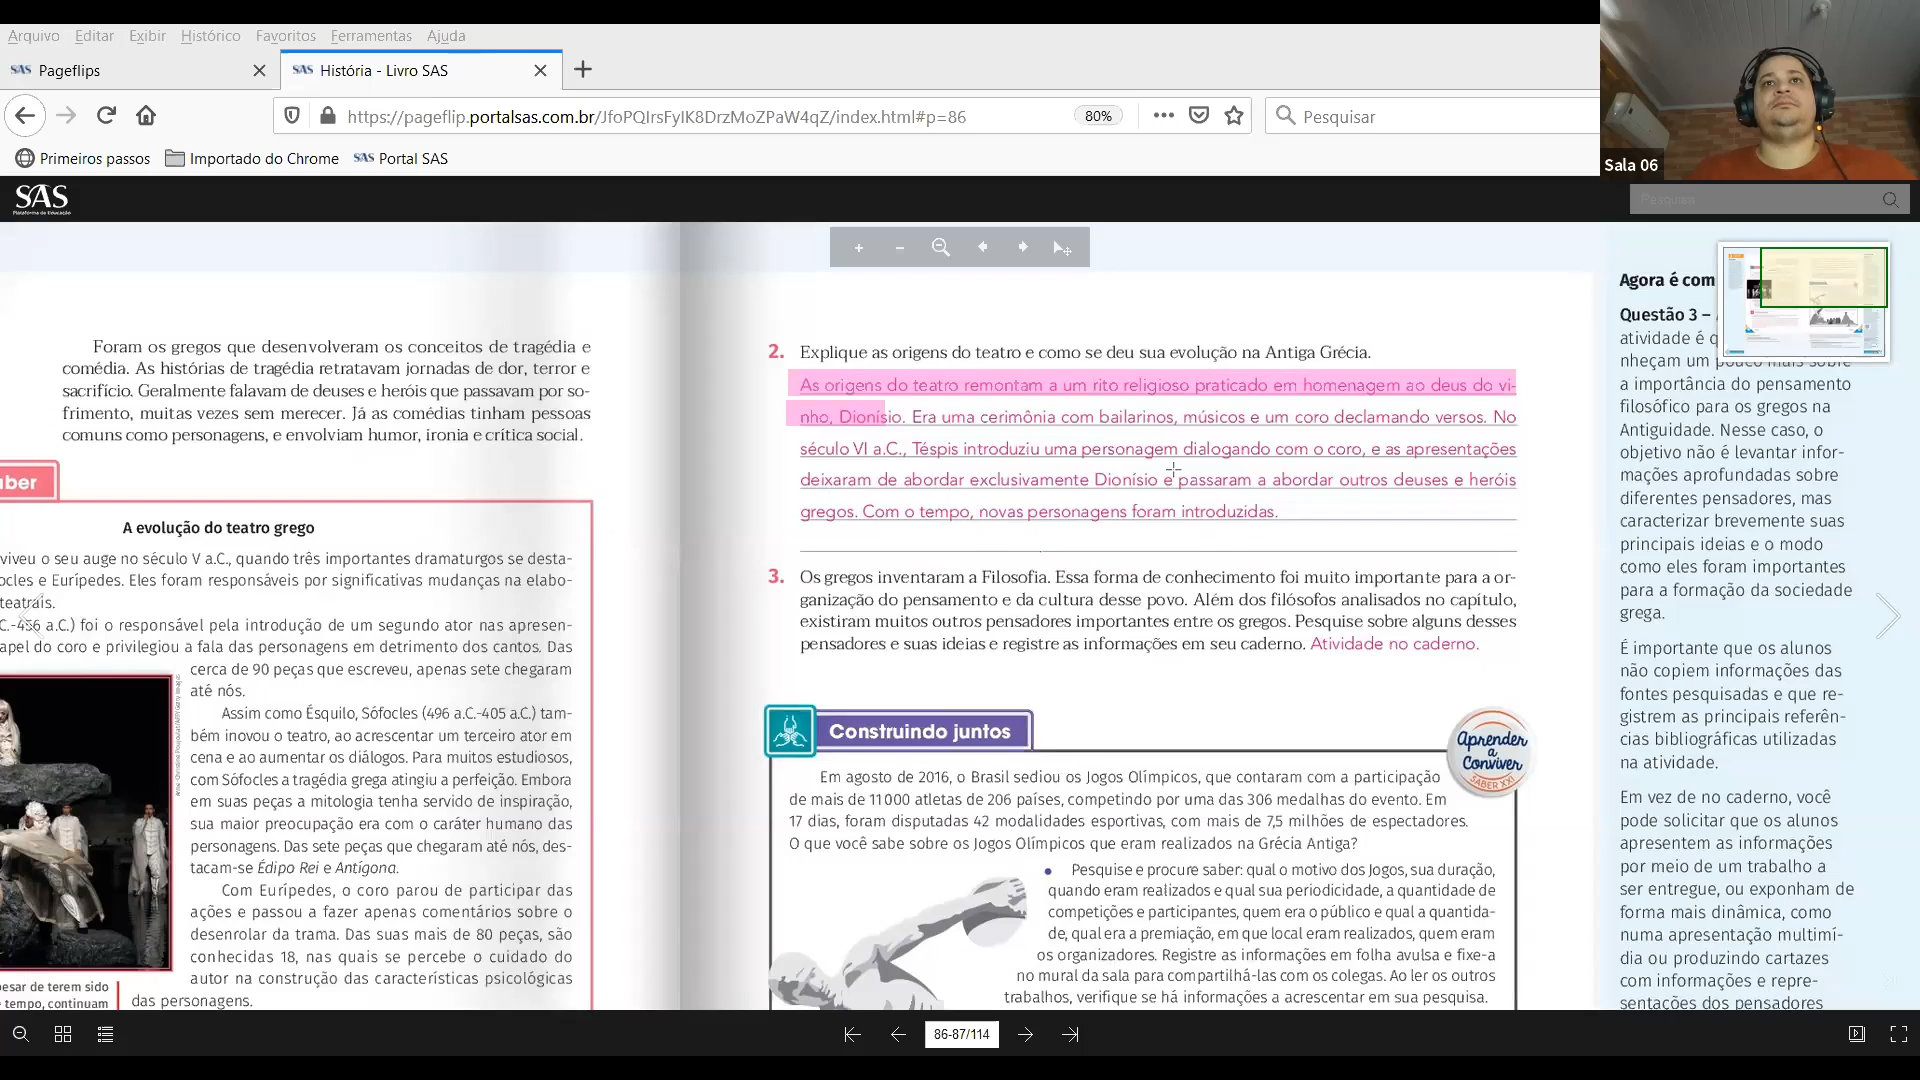 Arquivo Editar Exibir Histórico Favoritos Ferramentas Ajuda
SAS Pageflips
SAS História - Livro SAS
https://pageflip.portalsas.com.br/JfoPQIrsFyIK8DrzMoZPaW4qZ/index.html#p=86
80%
Pesquisar
Primeiros passos
Importado do Chrome
SAS Portal SAS
Sala 06
SAS
Plataforma de Educação
Pesquisa
Foram os gregos que desenvolveram os conceitos de tragédia e
comédia. As histórias de tragédia retratavam jornadas de dor, terror e
sacrifício. Geralmente falavam de deuses e heróis que passavam por so-
frimento, muitas vezes sem merecer. Já as comédias tinham pessoas
comuns como personagens, e envolviam humor, ironia e crítica social.
ber
A evolução do teatro grego
viveu o seu auge no século V a.C., quando três importantes dramaturgos se desta-
ocles e Eurípedes. Eles foram responsáveis por significativas mudanças na elabo-
teatrais.
C.-456 a.C.) foi o responsável pela introdução de um segundo ator nas apresen-
apel do coro e privilegiou a fala das personagens em detrimento dos cantos. Das
cerca de 90 peças que escreveu, apenas sete chegaram
até nós.
Assim como Ésquilo, Sófocles (496 a.C.-405 a.C.) tam-
bém inovou o teatro, ao acrescentar um terceiro ator em
cena e ao aumentar os diálogos. Para muitos estudiosos,
com Sófocles a tragédia grega atingiu a perfeição. Embora
em suas peças a mitologia tenha servido de inspiração,
sua maior preocupação era com o caráter humano das
personagens. Das sete peças que chegaram até nós, des-
tacam-se Édipo Rei e Antígona.
Com Eurípedes, o coro parou de participar das
ações e passou a fazer apenas comentários sobre o
desenrolar da trama. Das suas mais de 80 peças, são
conhecidas 18, nas quais se percebe o cuidado do
autor na construção das características psicológicas
das personagens.
pesar de terem sido
tempo, continuam
2. Explique as origens do teatro e como se deu sua evolução na Antiga Grécia.
As origens do teatro remontam a um rito religioso praticado em homenagem ao deus do vi-
nho, Dionísio. Era uma cerimônia com bailarinos, músicos e um coro declamando versos. No
século VI a.C., Téspis introduziu uma personagem dialogando com o coro, e as apresentações
deixaram de abordar exclusivamente Dionísio e passaram a abordar outros deuses e heróis
gregos. Com o tempo, novas personagens foram introduzidas.
3. Os gregos inventaram a Filosofia. Essa forma de conhecimento foi muito importante para a or-
ganização do pensamento e da cultura desse povo. Além dos filósofos analisados no capítulo,
existiram muitos outros pensadores importantes entre os gregos. Pesquise sobre alguns desses
pensadores e suas ideias e registre as informações em seu caderno. Atividade no caderno.
Construindo juntos
Aprender
a
Conviver
SABER XXI
Em agosto de 2016, o Brasil sediou os Jogos Olímpicos, que contaram com a participação
de mais de 11 000 atletas de 206 países, competindo por uma das 306 medalhas do evento. Em
17 dias, foram disputadas 42 modalidades esportivas, com mais de 7,5 milhões de espectadores.
O que você sabe sobre os Jogos Olímpicos que eram realizados na Grécia Antiga?
• Pesquise e procure saber: qual o motivo dos Jogos, sua duração,
quando eram realizados e qual sua periodicidade, a quantidade de
competições e participantes, quem era o público e qual a quantida-
de, qual era a premiação, em que local eram realizados, quem eram
os organizadores. Registre as informações em folha avulsa e fixe-a
no mural da sala para compartilhá-las com os colegas. Ao ler os outros
trabalhos, verifique se há informações a acrescentar em sua pesquisa.
Agora é com
Questão 3 –
atividade é q
nheçam um pouco mais sobre
a importância do pensamento
filosófico para os gregos na
Antiguidade. Nesse caso, o
objetivo não é levantar infor-
mações aprofundadas sobre
diferentes pensadores, mas
caracterizar brevemente suas
principais ideias e o modo
como eles foram importantes
para a formação da sociedade
grega.
É importante que os alunos
não copiem informações das
fontes pesquisadas e que re-
gistrem as principais referên-
cias bibliográficas utilizadas
na atividade.
Em vez de no caderno, você
pode solicitar que os alunos
apresentem as informações
por meio de um trabalho a
ser entregue, ou exponham de
forma mais dinâmica, como
numa apresentação multimí-
dia ou produzindo cartazes
com informações e repre-
sentações dos pensadores
86-87/114